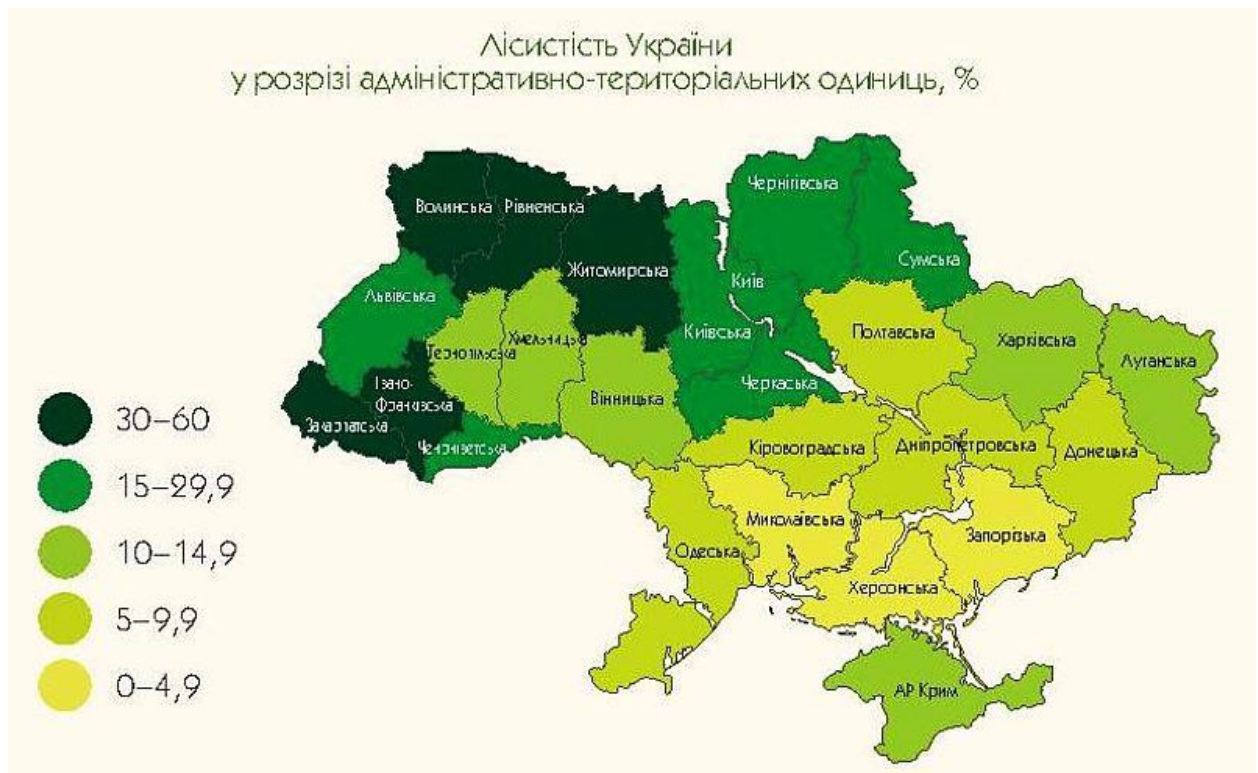 Лісистість України
у розрізі адміністративно-територіальних одиниць, %
Чернігівська
Волинська
Рівненська
Сумська
Житомирська
Київ
Львівська
Київська
Полтавська
Харківська
Хмельницька
Тернопільська
Луганська
Черкаська
Івано-
Франківська
Вінницька
Закарпатська
Чернівецька
Кіровоградська
Дніпропетровська
Донецька
Миколаївська
Запорізька
Одеська
Херсонська
АР Крим
30–60
15–29,9
10–14,9
5–9,9
0–4,9